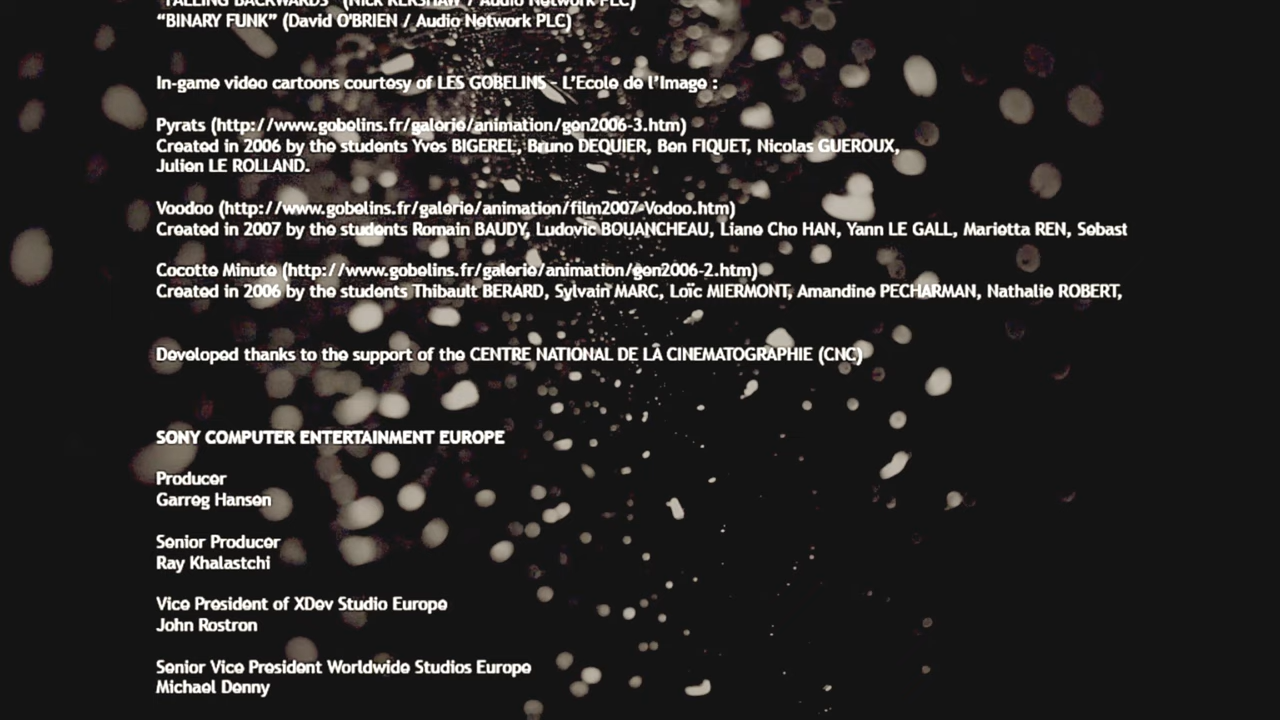 "FALLING BACKWARDS" (NICK KERSHAW / Audio Network PLC)
“BINARY FUNK” (David O'BRIEN / Audio Network PLC)
In-game video cartoons courtesy of LES GOBELINS - L’Ecole de l’Image :
Pyrats (http://www.gobelins.fr/galerie/animation/gen2006-3.htm)
Created in 2006 by the students Yves BIGEREL, Bruno DEQUIER, Ben FIQUET, Nicolas GUEROUX,
Julien LE ROLLAND.
Voodoo (http://www.gobelins.fr/galerie/animation/film2007-Vodoo.htm)
Created in 2007 by the students Romain BAUDY, Ludovic BOUANCHEAU, Liane Cho HAN, Yann LE GALL, Marietta REN, Sebast
Cocotte Minute (http://www.gobelins.fr/galerie/animation/gen2006-2.htm)
Created in 2006 by the students Thibault BERARD, Sylvain MARC, Loïc MIERMONT, Amandine PECHARMAN, Nathalie ROBERT,
Developed thanks to the support of the CENTRE NATIONAL DE LA CINEMATOGRAPHIE (CNC)
SONY COMPUTER ENTERTAINMENT EUROPE
Producer
Garreg Hansen
Senior Producer
Ray Khalastchi
Vice President of XDev Studio Europe
John Rostron
Senior Vice President Worldwide Studios Europe
Michael Denny